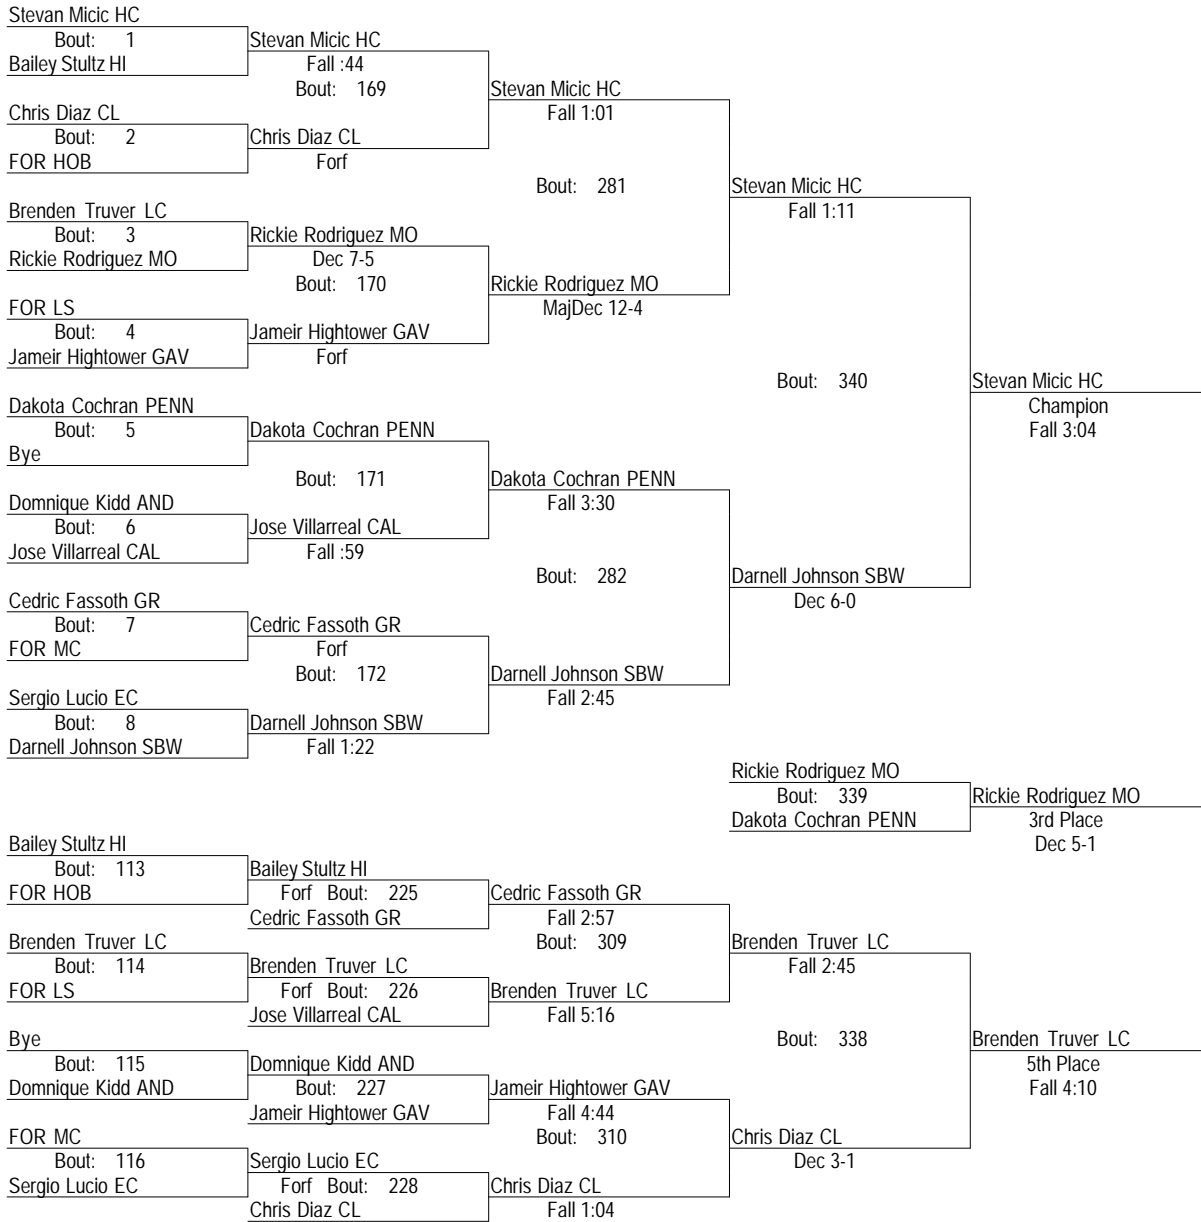 Stevan Micic HC
Bout: 1
Stevan Micic HC
Bailey Stultz HI
Fall :44
Bout: 169
Stevan Micic HC
Chris Diaz CL
Fall 1:01
Bout: 2
Chris Diaz CL
FOR HOB
Forf
Bout: 281
Stevan Micic HC
Brenden Truver LC
Fall 1:11
Bout: 3
Rickie Rodriguez MO
Rickie Rodriguez MO
Dec 7-5
Bout: 170
Rickie Rodriguez MO
FOR LS
MajDec 12-4
Bout: 4
Jameir Hightower GAV
Jameir Hightower GAV
Forf
Bout: 340
Stevan Micic HC
Dakota Cochran PENN
Champion
Bout: 5
Dakota Cochran PENN
Fall 3:04
Bye
Bout: 171
Dakota Cochran PENN
Domnique Kidd AND
Fall 3:30
Bout: 6
Jose Villarreal CAL
Jose Villarreal CAL
Fall :59
Bout: 282
Darnell Johnson SBW
Cedric Fassoth GR
Dec 6-0
Bout: 7
Cedric Fassoth GR
FOR MC
Forf
Bout: 172
Darnell Johnson SBW
Sergio Lucio EC
Fall 2:45
Bout: 8
Darnell Johnson SBW
Darnell Johnson SBW
Fall 1:22
Rickie Rodriguez MO
Bout: 339
Rickie Rodriguez MO
Dakota Cochran PENN
3rd Place
Dec 5-1
Bailey Stultz HI
Bout: 113
Bailey Stultz HI
FOR HOB
Forf Bout: 225
Cedric Fassoth GR
Cedric Fassoth GR
Fall 2:57
Brenden Truver LC
Bout: 309
Brenden Truver LC
Bout: 114
Brenden Truver LC
Fall 2:45
FOR LS
Forf Bout: 226
Brenden Truver LC
Jose Villarreal CAL
Fall 5:16
Bye
Bout: 338
Brenden Truver LC
Bout: 115
Domnique Kidd AND
5th Place
Domnique Kidd AND
Bout: 227
Jameir Hightower GAV
Fall 4:10
Jameir Hightower GAV
Fall 4:44
FOR MC
Bout: 310
Chris Diaz CL
Bout: 116
Sergio Lucio EC
Dec 3-1
Sergio Lucio EC
Forf Bout: 228
Chris Diaz CL
Chris Diaz CL
Fall 1:04